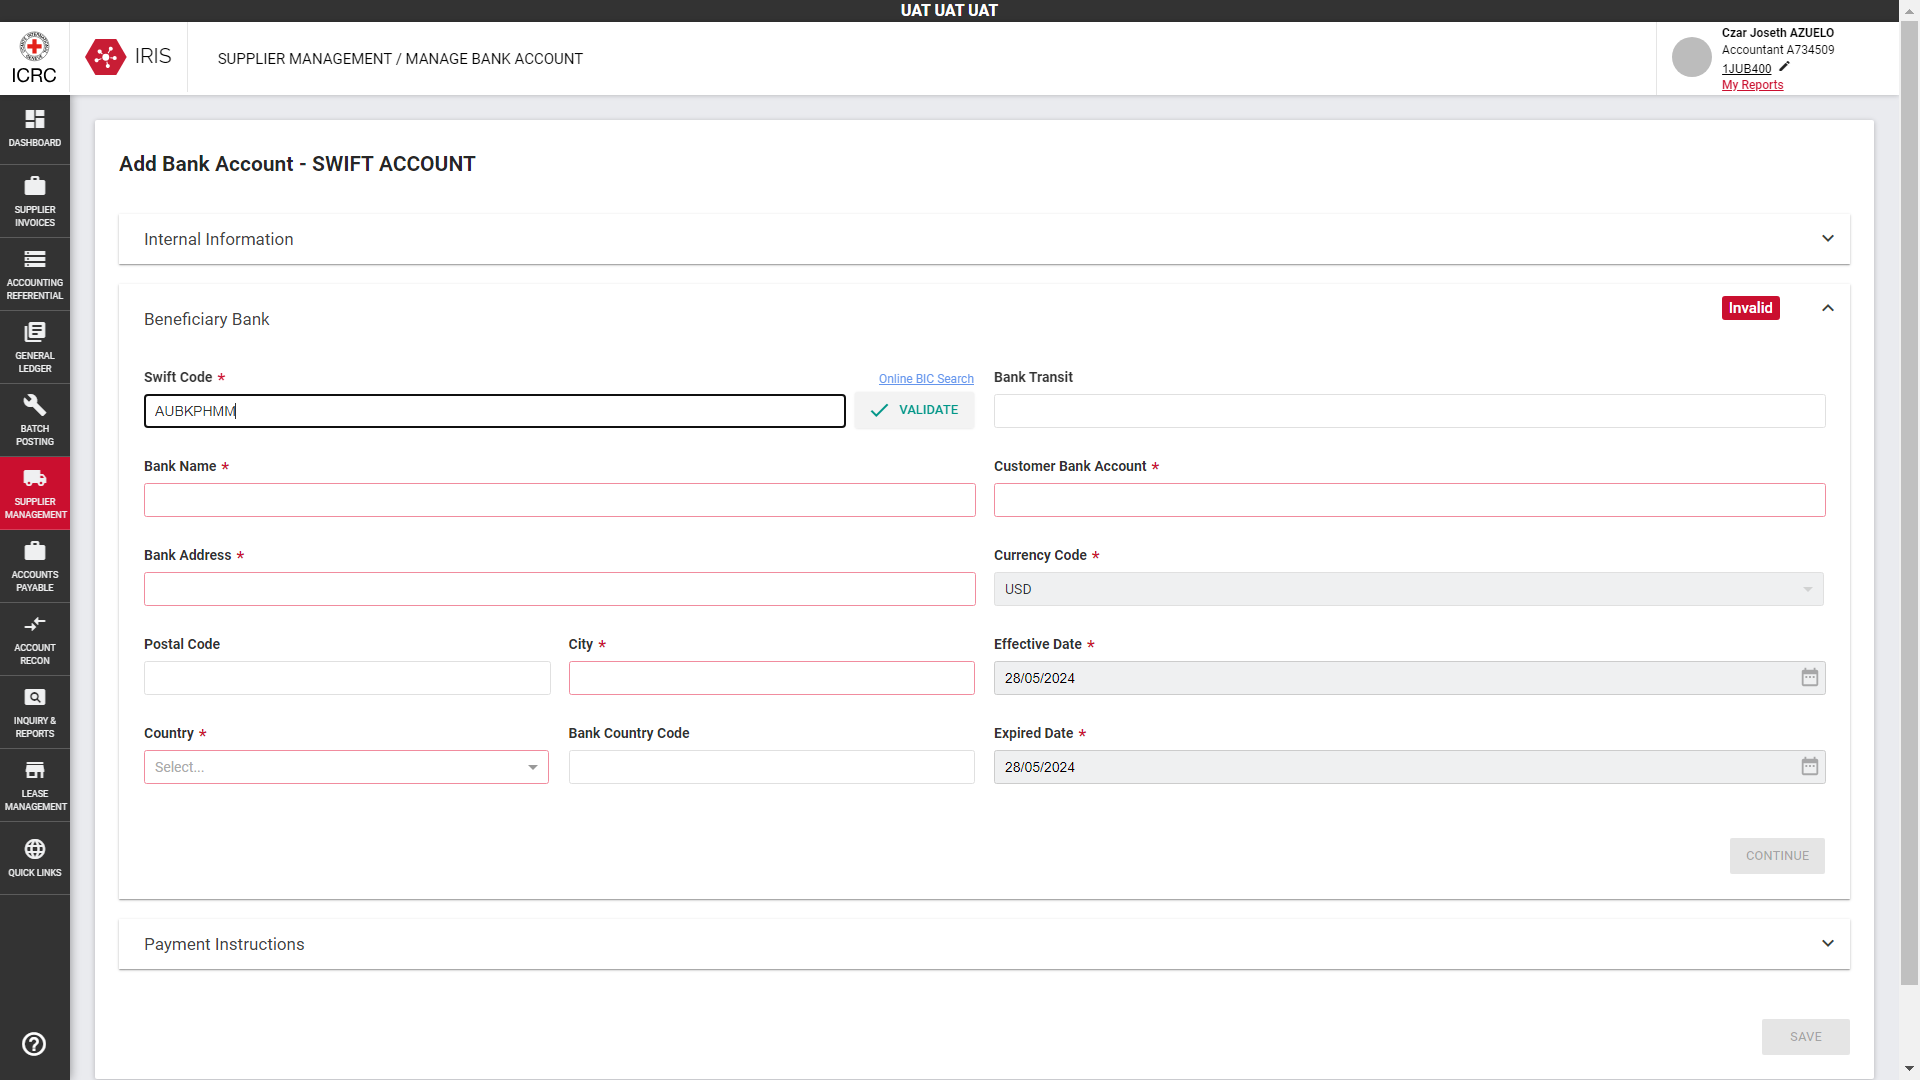 UAT UAT UAT
ICRC
IRIS
SUPPLIER MANAGEMENT / MANAGE BANK ACCOUNT
Czar Joseth AZUELO
Accountant A734509
1JUB400
My Reports
DASHBOARD
SUPPLIER
INVOICES
ACCOUNTING
REFERENTIAL
GENERAL
LEDGER
BATCH
POSTING
SUPPLIER
MANAGEMENT
ACCOUNTS
PAYABLE
ACCOUNT
RECON
INQUIRY &
REPORTS
LEASE
MANAGEMENT
QUICK LINKS
Add Bank Account - SWIFT ACCOUNT
Internal Information
Beneficiary Bank
Invalid
Swift Code *
Online BIC Search
AUBKPHMM
VALIDATE
Bank Transit
Bank Name *
Customer Bank Account *
Bank Address *
Currency Code *
USD
Postal Code
City *
Effective Date *
28/05/2024
Country *
Select...
Bank Country Code
Expired Date *
28/05/2024
CONTINUE
Payment Instructions
SAVE